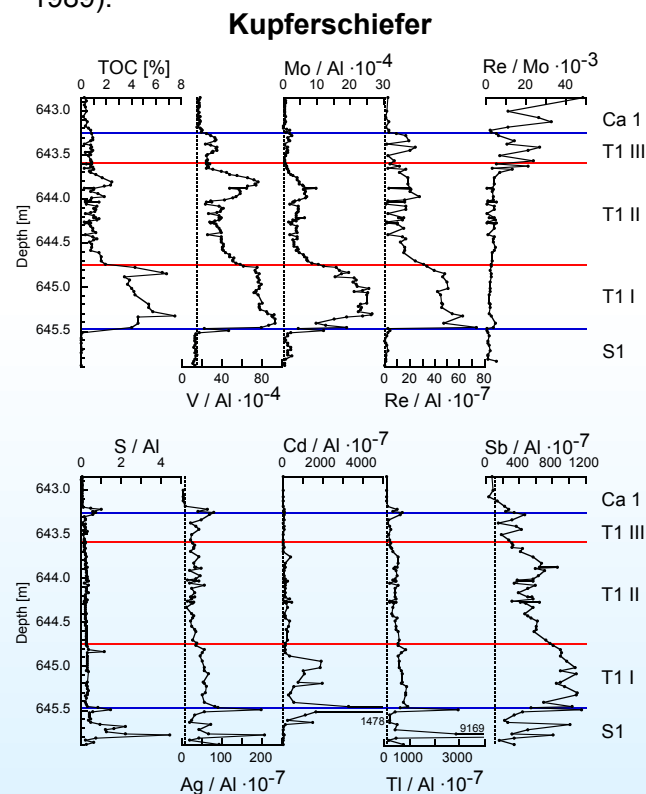 1989).
Kupferschiefer
TOC [%] Mo / Al ·10-4 Re / Mo ·10-3
0 2 4 6 8 0 10 20 30 0 20 40
643.0
643.5
644.0
644.5
645.0
645.5
Depth [m]
Ca 1
T1 III
T1 II
T1 I
S1
0 40 80 0 20 40 60 80
V / Al ·10-4 Re / Al ·10-7
S / Al Cd / Al ·10-7 Sb / Al ·10-7
0 2 4 0 2000 4000 0 400 800 1200
643.0
643.5
644.0
644.5
645.0
645.5
Depth [m]
Ca 1
T1 III
T1 II
T1 I
S1
1478
9169
0 100 200 0 1000 3000
Ag / Al ·10-7 Tl / Al ·10-7